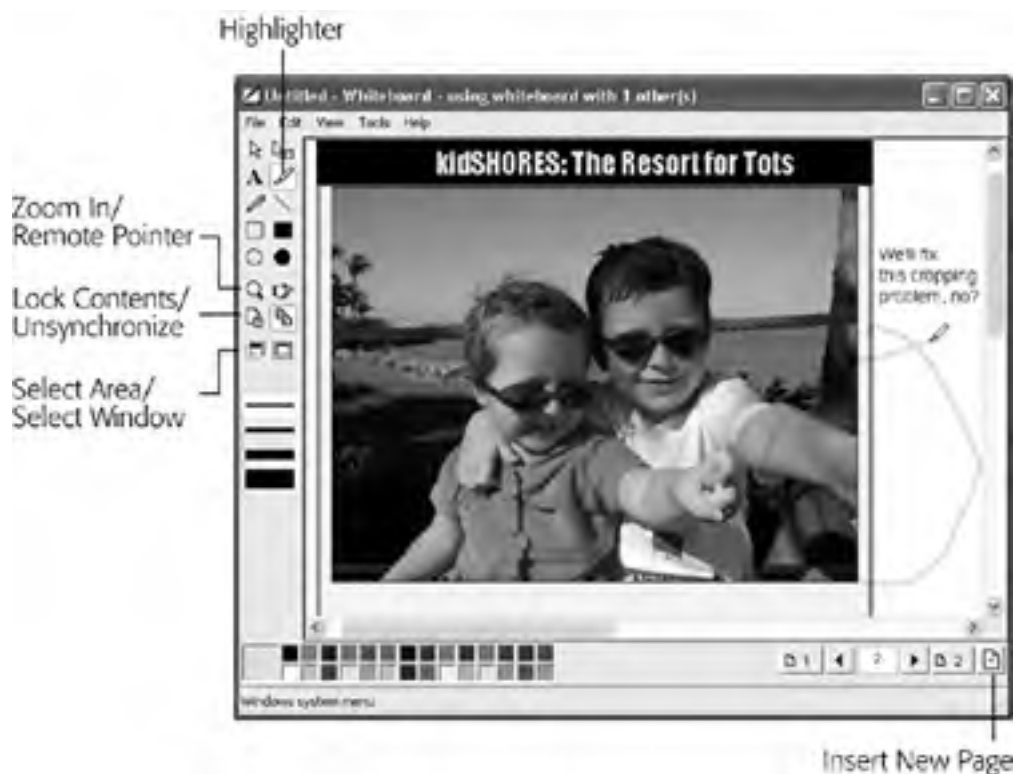 Highlighter
Untitled - Whiteboard - using whiteboard with 1 other(s)
File Edit View Tools Help
kidSHORES: The Resort for Tots
A
Zoom In/
Remote Pointer
We'll fix
this cropping
problem, no?
Lock Contents/
Unsynchronize
Select Area/
Select Window
1 2 2
Windows system menu
Insert New Page